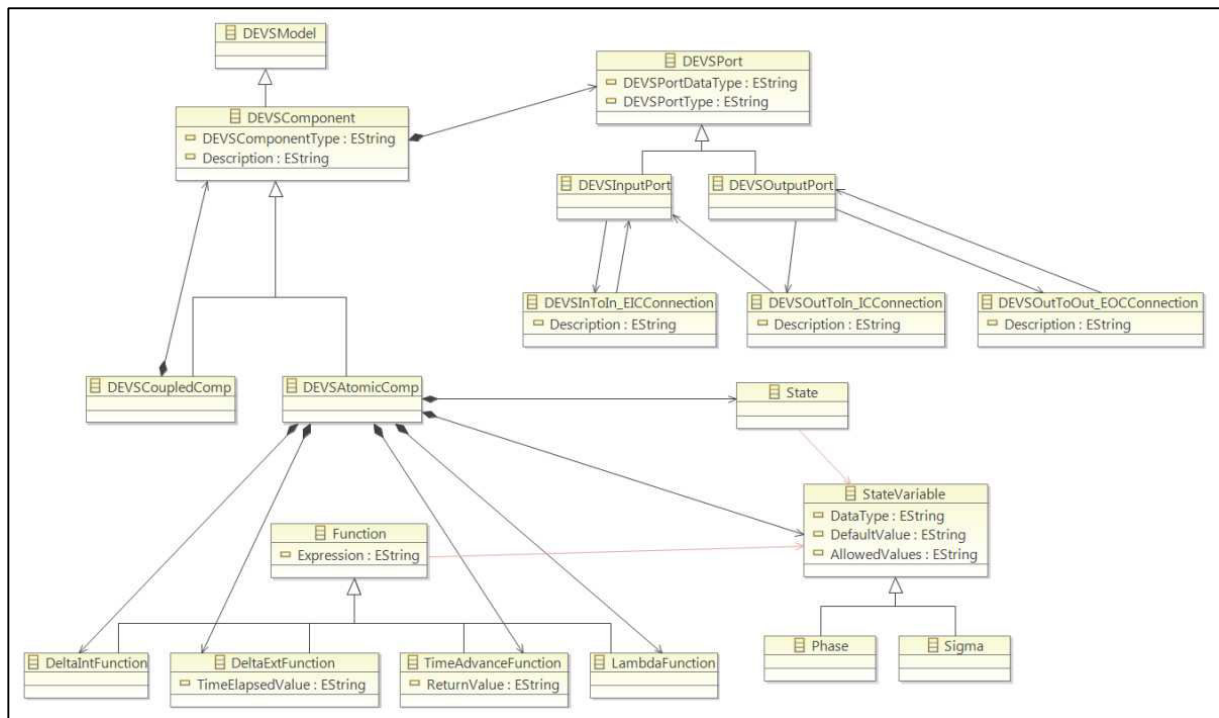 DEVSModel
DEVSPort
DEVSPortDataType : EString
DEVSPortType : EString
DEVSComponent
DEVSComponentType : EString
Description : EString
DEVSInputPort
DEVSOutputPort
DEVSInToIn_EICConnection
Description : EString
DEVSOutToIn_ICConnection
Description : EString
DEVSOutToOut_EOCConnection
Description : EString
DEVSCoupledComp
DEVSAtomicComp
State
StateVariable
DataType : EString
DefaultValue : EString
AllowedValues : EString
Function
Expression : EString
Phase
Sigma
DeltaIntFunction
DeltaExtFunction
TimeElapsedValue : EString
TimeAdvanceFunction
ReturnValue : EString
LambdaFunction